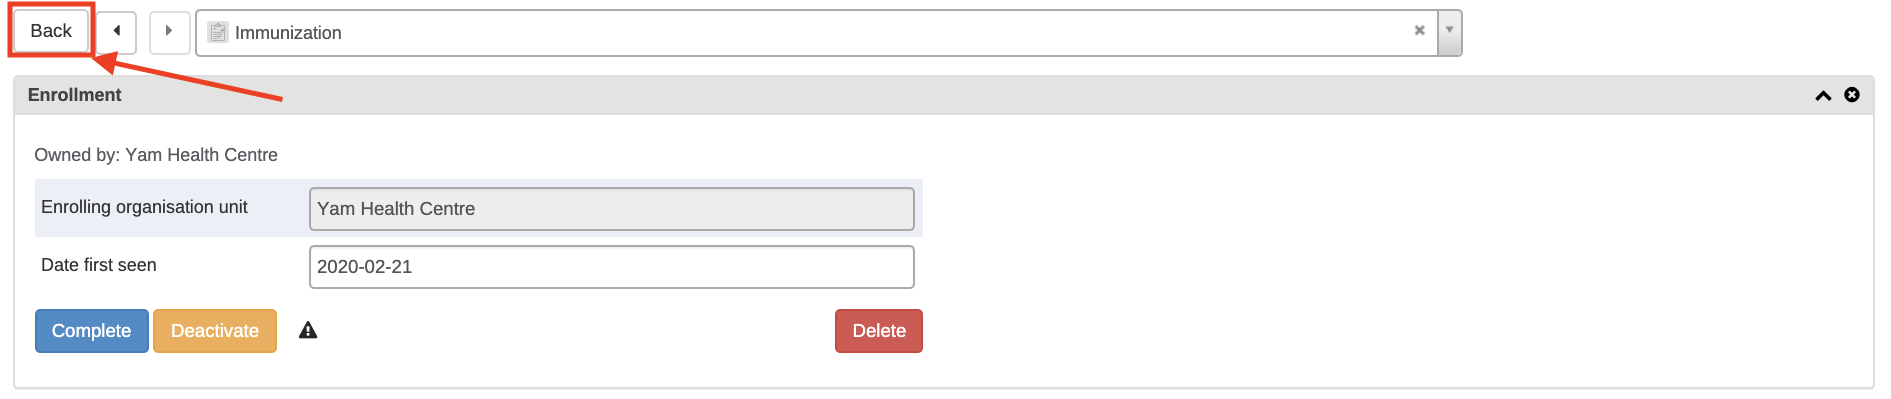 Back
Immunization
Enrollment
Owned by: Yam Health Centre
Enrolling organisation unit
Yam Health Centre
Date first seen
2020-02-21
Complete
Deactivate
Delete